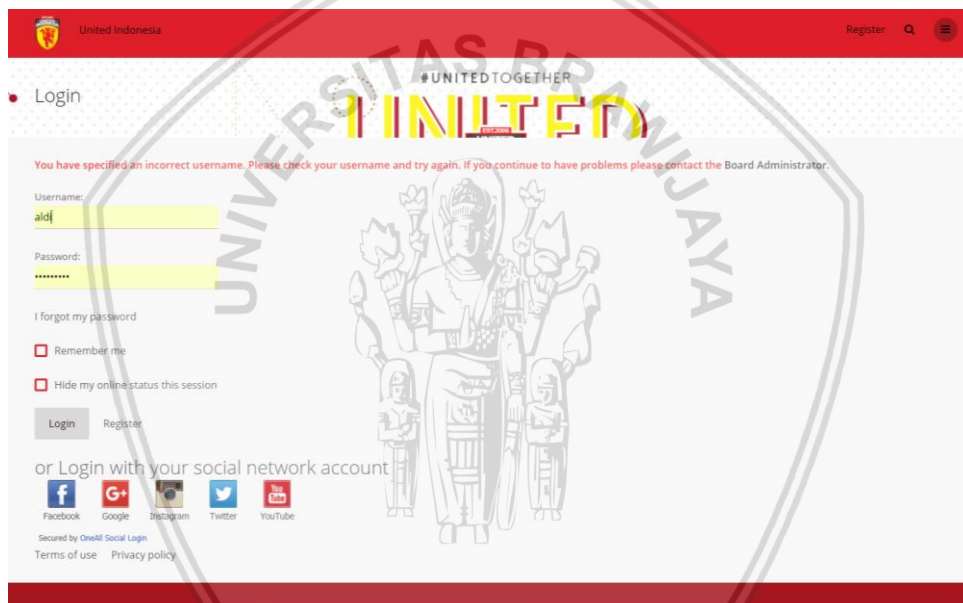 United Indonesia
Register
UNIVERSITAS BRAWIJAYA
#UNITEDTOGETHER
Login
UNITED
You have specified an incorrect username. Please check your username and try again. If you continue to have problems please contact the Board Administrator.
Username:
aldi
Password:
•••••••••
I forgot my password
Remember me
Hide my online status this session
Login Register
or Login with your social network account
f G+ You Tube
Facebook Google Instagram Twitter YouTube
Secured by OneAll Social Login
Terms of use Privacy policy